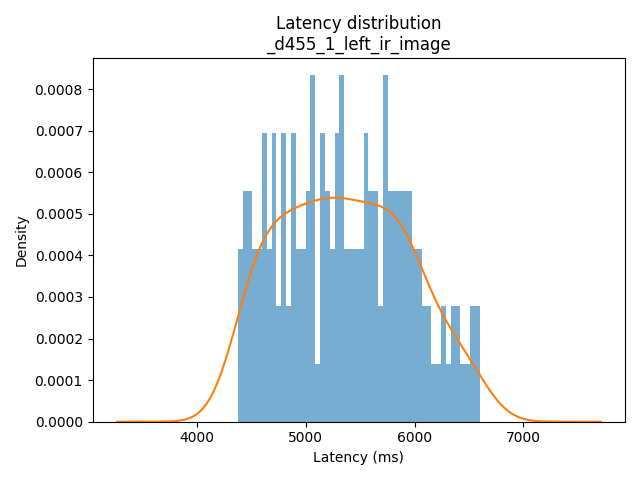 Latency distribution
_d455_1_left_ir_image
0.0008
0.0007
0.0006
0.0005
0.0004
0.0003
0.0002
0.0001
0.0000
Density
4000 5000 6000 7000
Latency (ms)